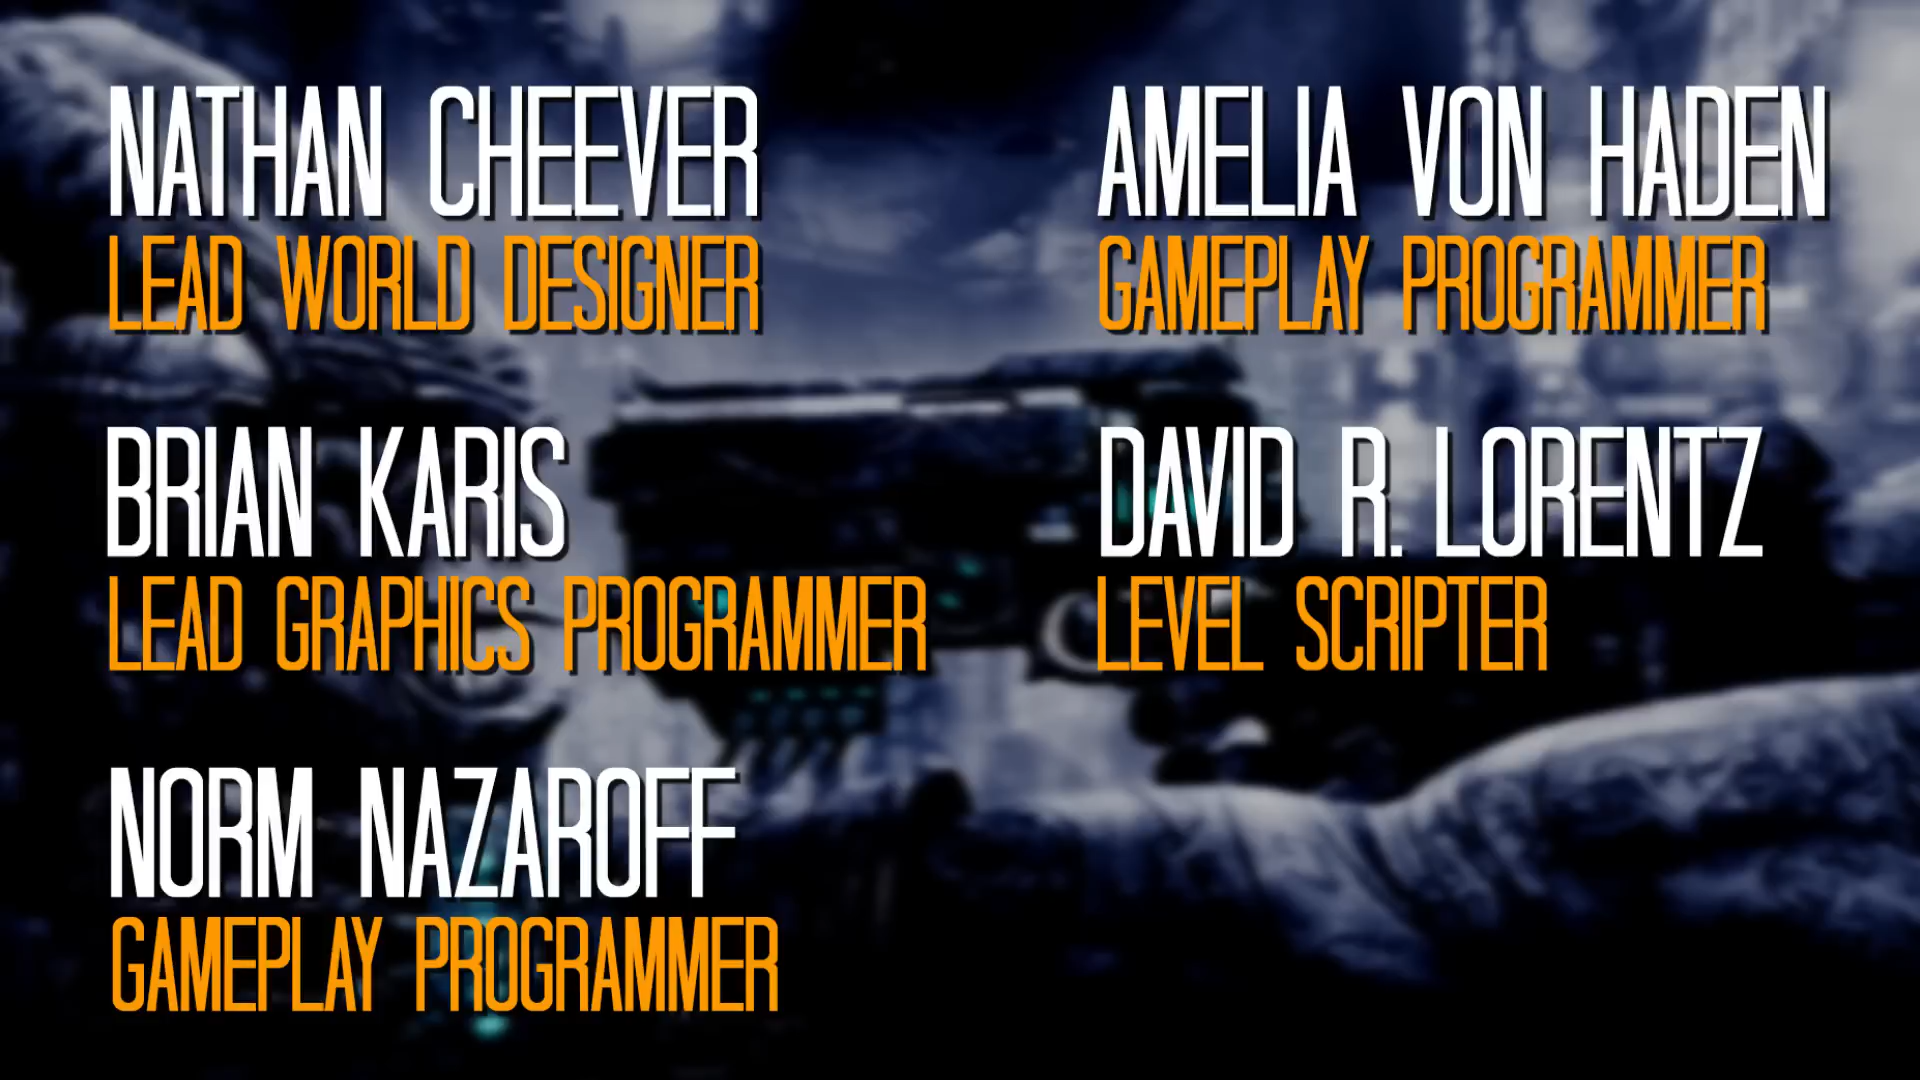 NATHAN CHEEVER
LEAD WORLD DESIGNER
BRIAN KARIS
LEAD GRAPHICS PROGRAMMER
NORM NAZAROFF
GAMEPLAY PROGRAMMER
AMELIA VON HADEN
GAMEPLAY PROGRAMMER
DAVID R. LORENTZ
LEVEL SCRIPTER